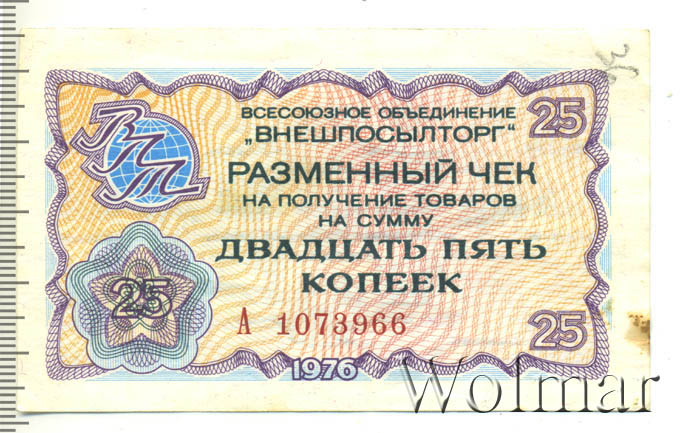 ВПТ
ВСЕСОЮЗНОЕ ОБЪЕДИНЕНИЕ
„ВНЕШПОСЫЛТОРГ“
25
РАЗМЕННЫЙ ЧЕК
НА ПОЛУЧЕНИЕ ТОВАРОВ
НА СУММУ
ДВАДЦАТЬ ПЯТЬ
КОПЕЕК
25
А 1073966
25
1976
Wolmar